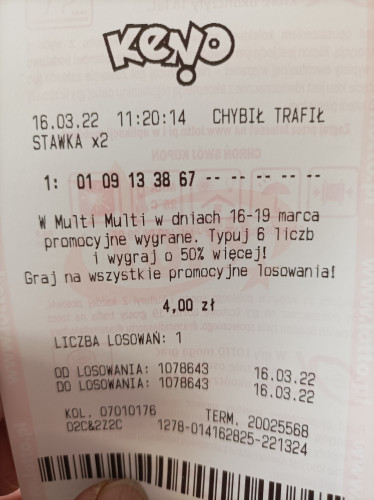 KENO
16.03.22 11:20:14 CHYBIŁ TRAFIŁ
STAWKA x2
1: 01 09 13 38 67 -- -- -- -- --
W Multi Multi w dniach 16-19 marca
promocyjne wygrane. Typuj 6 liczb
i wygraj o 50% więcej!
Graj na wszystkie promocyjne losowania!
4,00 zł
LICZBA LOSOWAŃ: 1
OD LOSOWANIA: 1078643 16.03.22
DO LOSOWANIA: 1078643 16.03.22
KOL. 07010176 TERM. 20025568
02C&2Z2C 1278-014162825-221324